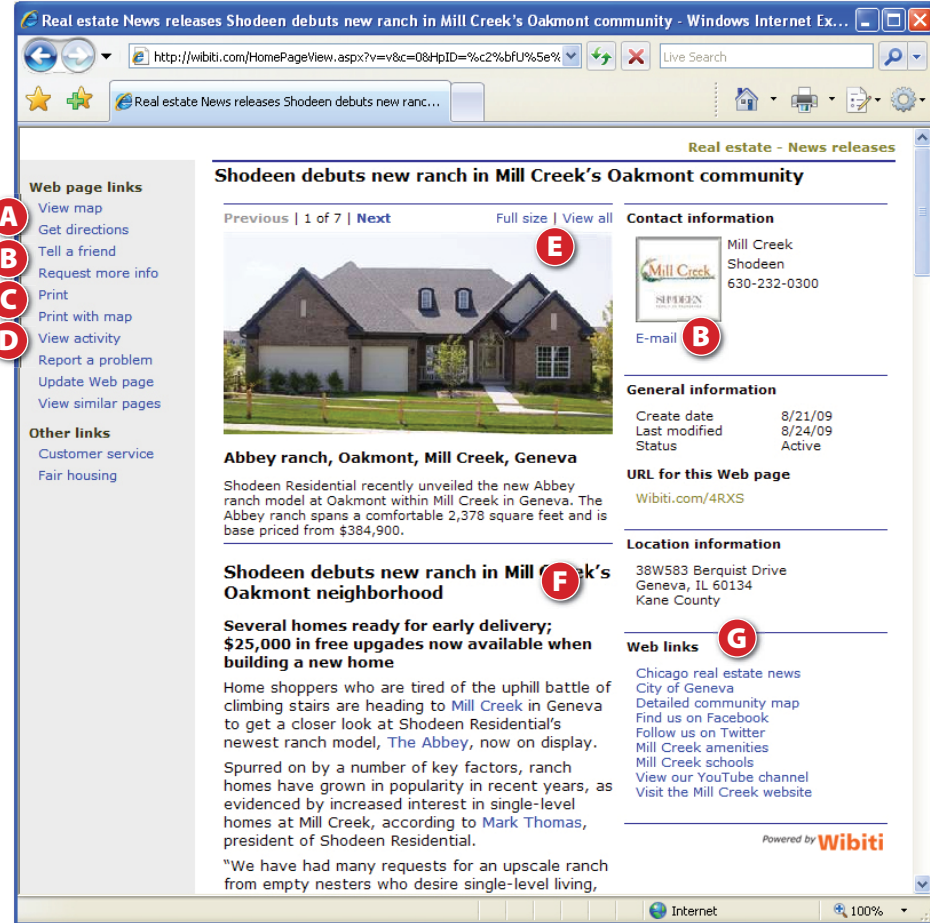 Real estate News releases Shodeen debuts new ranch in Mill Creek's Oakmont community - Windows Internet Ex...
http://wibiti.com/HomePageView.aspx?v=v&c=0&HpID=%c2%bfU%5e%
Live Search
Real estate News releases Shodeen debuts new ranc...
Real estate - News releases
Shodeen debuts new ranch in Mill Creek's Oakmont community
Web page links
View map
A
Get directions
Tell a friend
B
Request more info
Print
C
Print with map
View activity
D
Report a problem
Update Web page
View similar pages
Other links
Customer service
Fair housing
Previous | 1 of 7 | Next
Full size | View all
E
Abbey ranch, Oakmont, Mill Creek, Geneva
Shodeen Residential recently unveiled the new Abbey
ranch model at Oakmont within Mill Creek in Geneva. The
Abbey ranch spans a comfortable 2,378 square feet and is
base priced from $384,900.
Shodeen debuts new ranch in Mill F ek's
Oakmont neighborhood
Several homes ready for early delivery;
$25,000 in free upgades now available when
building a new home
Home shoppers who are tired of the uphill battle of
climbing stairs are heading to Mill Creek in Geneva
to get a closer look at Shodeen Residential's
newest ranch model, The Abbey, now on display.
Spurred on by a number of key factors, ranch
homes have grown in popularity in recent years, as
evidenced by increased interest in single-level
homes at Mill Creek, according to Mark Thomas,
president of Shodeen Residential.
"We have had many requests for an upscale ranch
from empty nesters who desire single-level living,
Contact information
Mill Creek
SHODEEN
Mill Creek
Shodeen
630-232-0300
E-mail B
General information
Create date 8/21/09
Last modified 8/24/09
Status Active
URL for this Web page
Wibiti.com/4RXS
Location information
38W583 Berquist Drive
Geneva, IL 60134
Kane County
G
Web links
Chicago real estate news
City of Geneva
Detailed community map
Find us on Facebook
Follow us on Twitter
Mill Creek amenities
Mill Creek schools
View our YouTube channel
Visit the Mill Creek website
Powered by Wibiti
Internet
100%